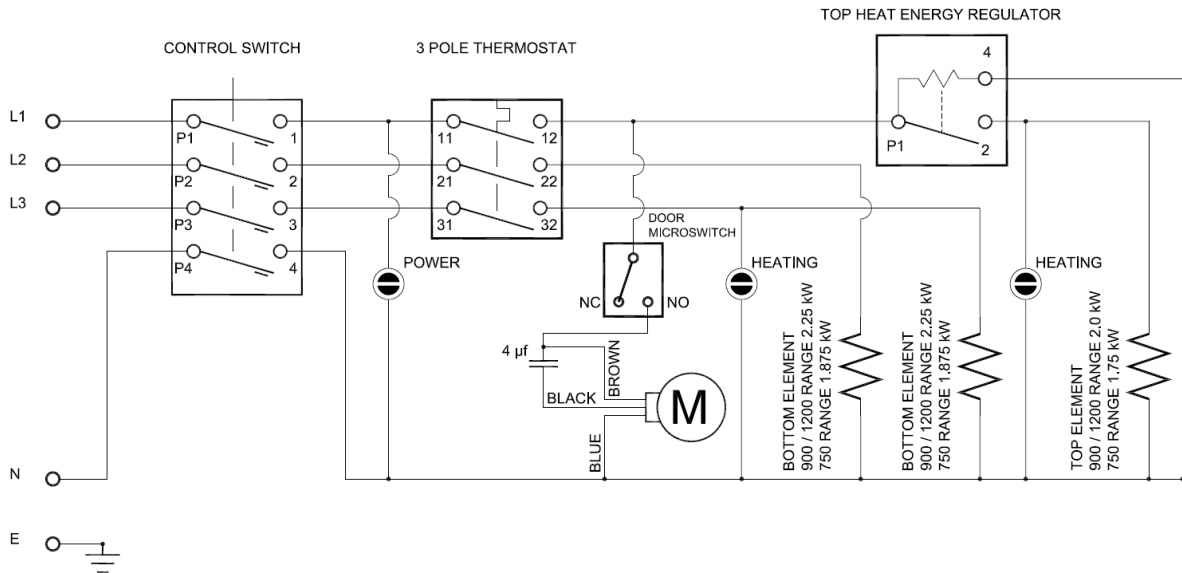 TOP HEAT ENERGY REGULATOR
CONTROL SWITCH
3 POLE THERMOSTAT
4
L1
P1
1
11
12
P1
2
L2
P2
2
21
22
L3
P3
3
31
32
DOOR
MICROSWITCH
P4
4
POWER
HEATING
HEATING
NC
NO
4 µf
BROWN
BLACK
M
BLUE
BOTTOM ELEMENT
900 / 1200 RANGE 2.25 kW
750 RANGE 1.875 kW
BOTTOM ELEMENT
900 / 1200 RANGE 2.25 kW
750 RANGE 1.875 kW
TOP ELEMENT
900 / 1200 RANGE 2.0 kW
750 RANGE 1.75 kW
N
E